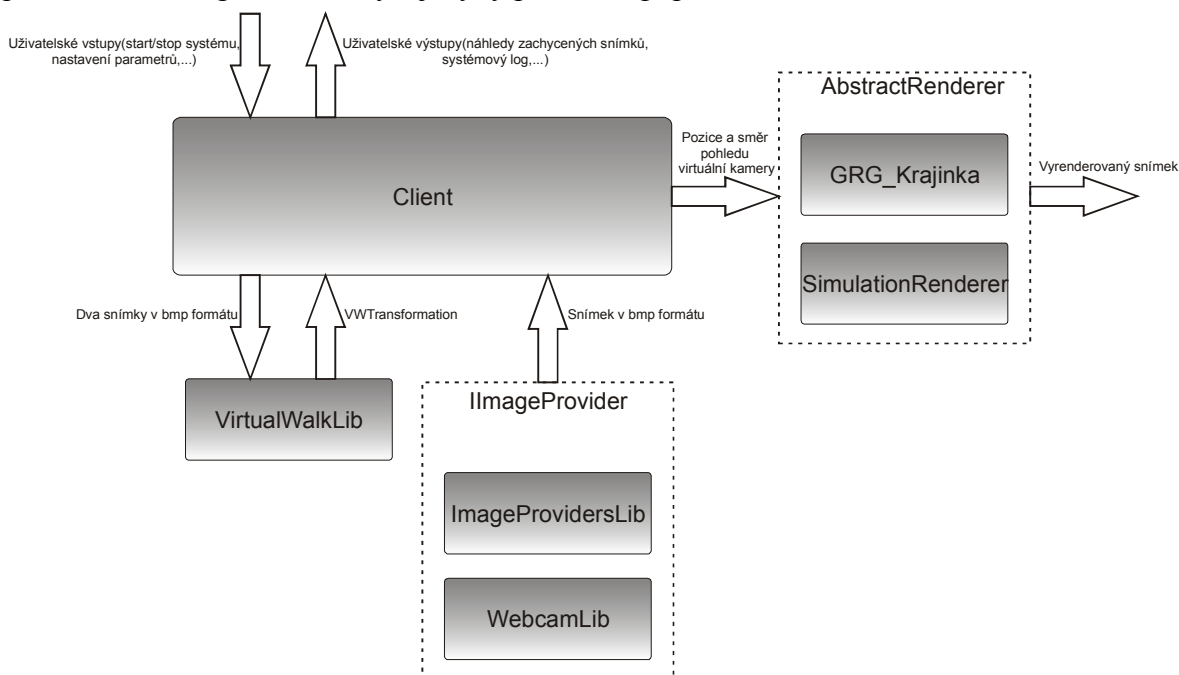 Uživatelské vstupy(start/stop systému,
nastavení parametrů,...)
Uživatelské výstupy(náhledy zachycených snímků,
systémový log,...)
AbstractRenderer
Pozice a směr
pohledu
virtuální kamery
GRG_Krajinka
Vyrenderovaný snímek
Client
SimulationRenderer
Dva snímky v bmp formátu
VWTransformation
Snímek v bmp formátu
VirtualWalkLib
IImageProvider
ImageProvidersLib
WebcamLib